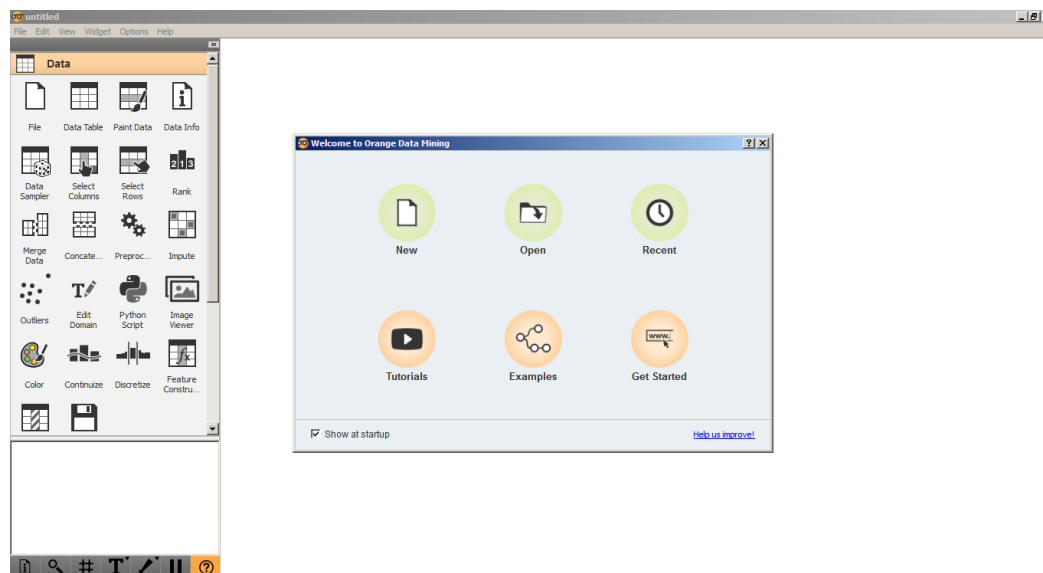 untitled
File Edit View Widget Options Help
Data
File Data Table Paint Data Data Info
Data Sampler Select Columns Select Rows Rank
Merge Data Concate... Preproc... Impute
Outliers Edit Domain Python Script Image Viewer
Color Continuize Discretize Feature Constru...
Welcome to Orange Data Mining
New Open Recent
www.
Tutorials Examples Get Started
Show at startup Help us improve!